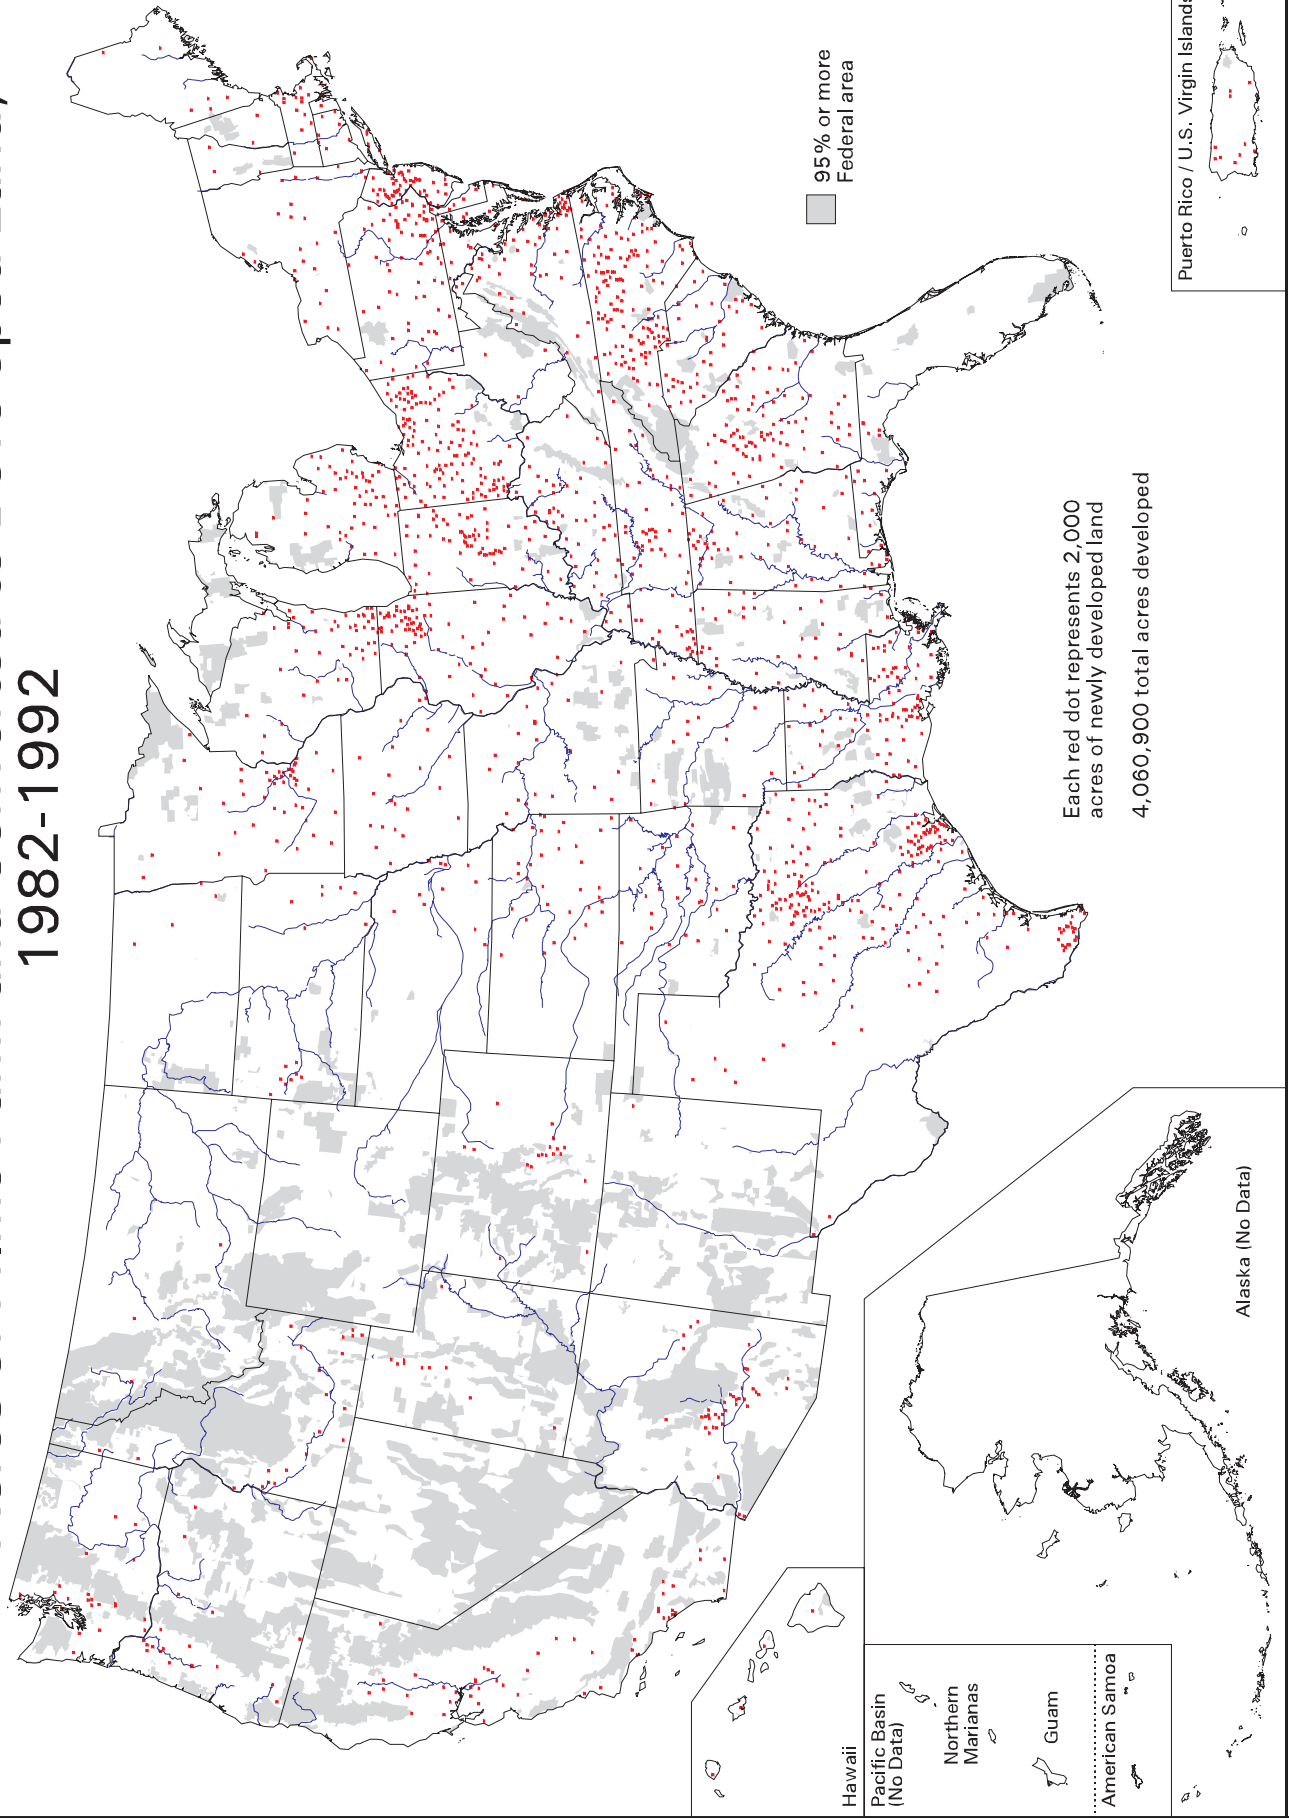 1982-1992
95% or more
Federal area
Each red dot represents 2,000
acres of newly developed land
4,060,900 total acres developed
Puerto Rico / U.S. Virgin Islands
Alaska (No Data)
Hawaii
Pacific Basin
(No Data)
Northern
Marianas
Guam
American Samoa